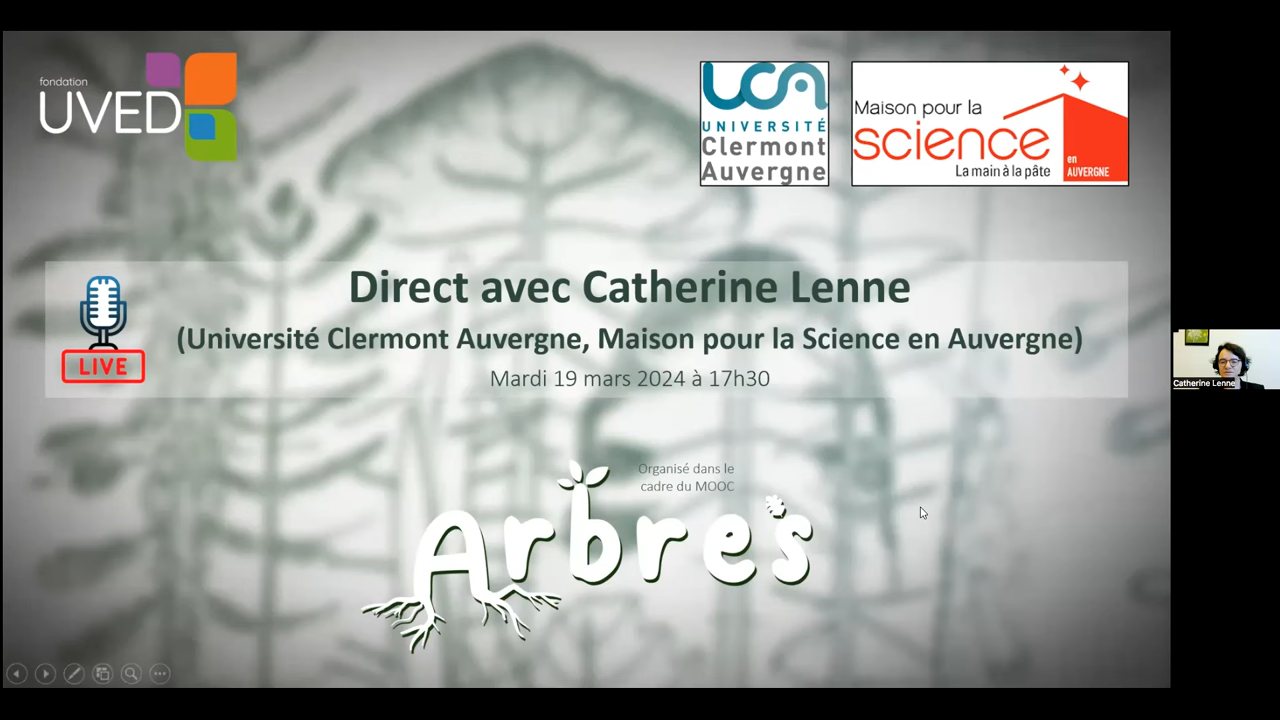 fondation
UVED
UCA
UNIVERSITÉ
Clermont
Auvergne
Maison pour la
science
en
AUVERGNE
La main à la pâte
Direct avec Catherine Lenne
(Université Clermont Auvergne, Maison pour la Science en Auvergne)
Mardi 19 mars 2024 à 17h30
LIVE
Catherine Lenne
Organisé dans le
cadre du MOOC
Arbres